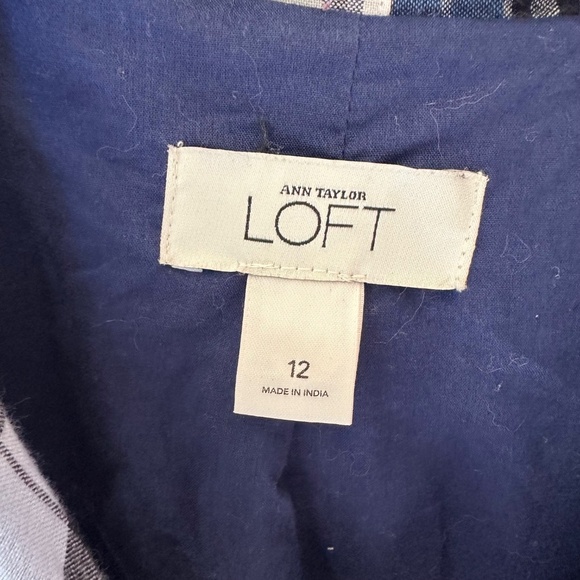 ANN TAYLOR
LOFT
12
MADE IN INDIA